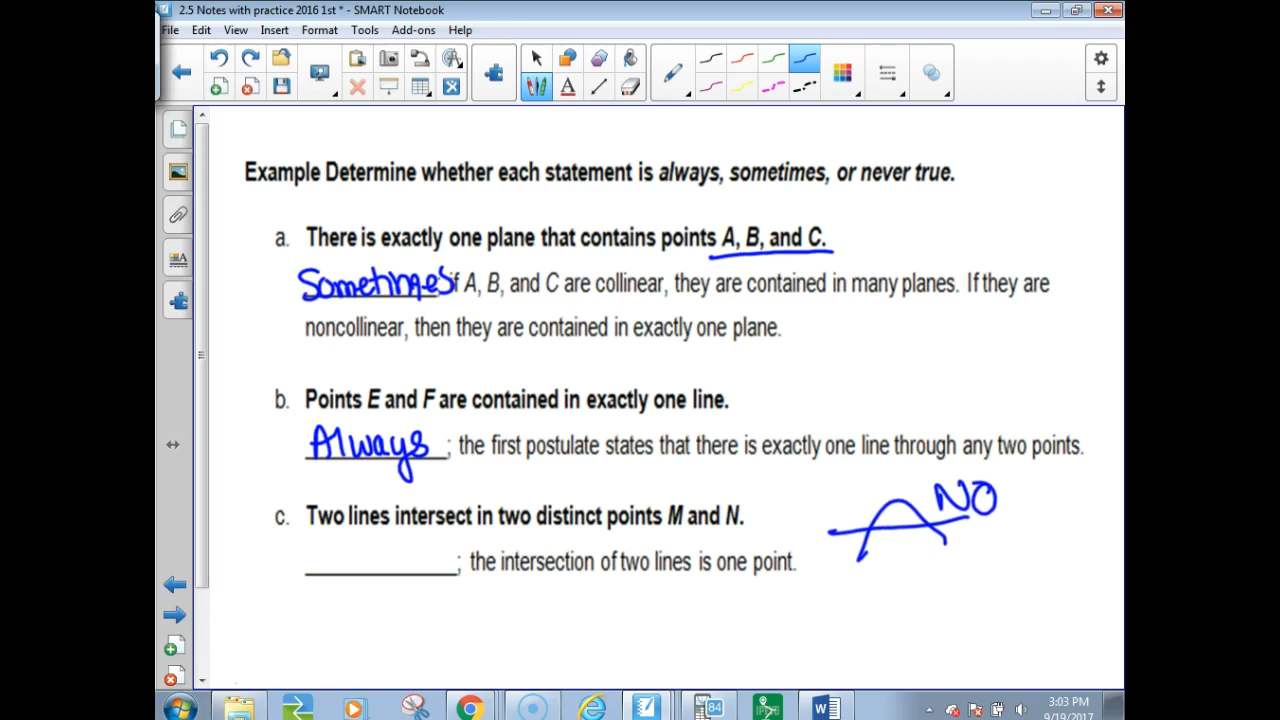 2.5 Notes with practice 2016 1st * - SMART Notebook
File Edit View Insert Format Tools Add-ons Help
Example Determine whether each statement is always, sometimes, or never true.
a. There is exactly one plane that contains points A, B, and C.
Sometimes if A, B, and C are collinear, they are contained in many planes. If they are
noncollinear, then they are contained in exactly one plane.
b. Points E and F are contained in exactly one line.
Always ; the first postulate states that there is exactly one line through any two points.
NO
c. Two lines intersect in two distinct points M and N.
; the intersection of two lines is one point.
84
W
3:03 PM
9/19/2017